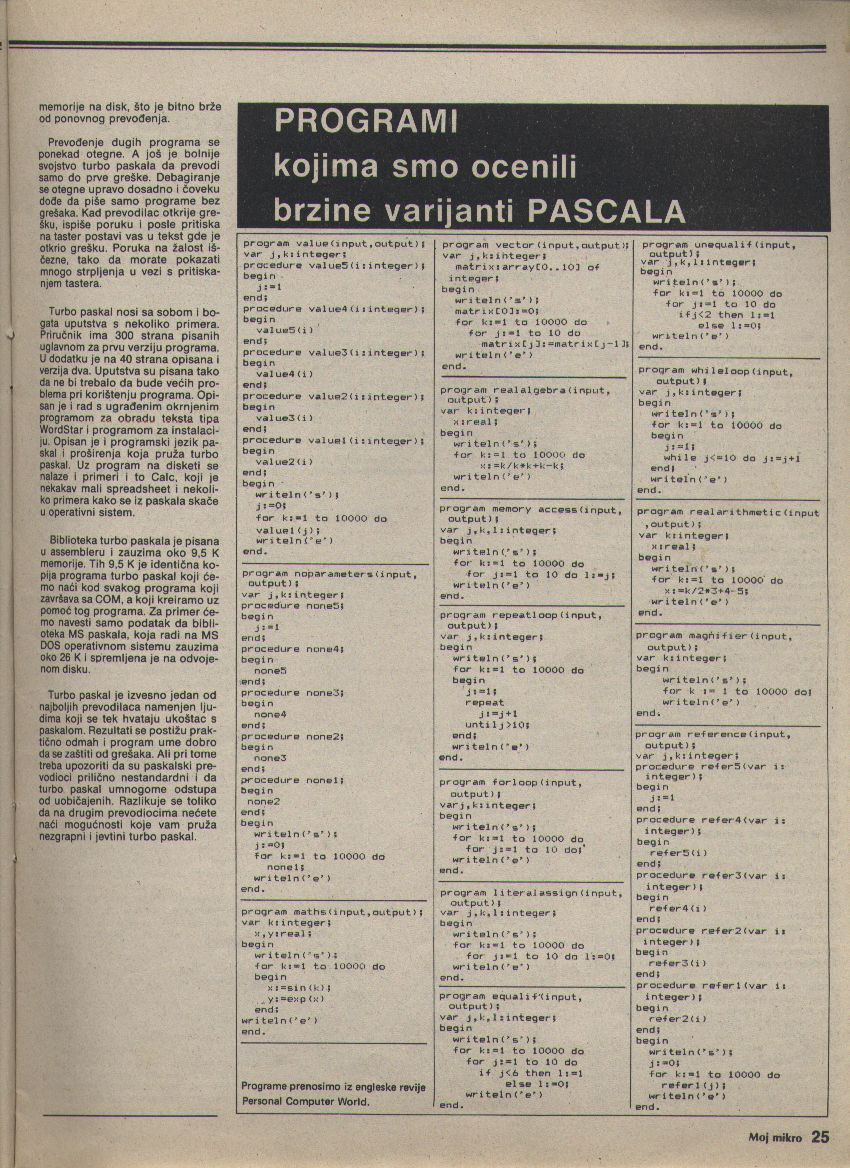 memorije na disk, što je bitno brže
od ponovnog prevođenja.
Prevođenje dugih programa se
ponekad otegne. A još je bolnije
svojstvo turbo paskala da prevodi
samo do prve greške. Debagiranje
se otegne upravo dosadno i čoveku
dođe da piše samo programe bez
grešaka. Kad prevodilac otkrije gre-
šku, ispiše poruku i posle pritiska
na taster postavi vas u tekst gde je
otkrio grešku. Poruka na žalost iš-
čezne, tako da morate pokazati
mnogo strpljenja u vezi s pritiska-
njem tastera.
Turbo paskal nosi sa sobom i bo-
gata uputstva s nekoliko primera.
Priručnik ima 300 strana pisanih
uglavnom za prvu verziju programa.
U dodatku je na 40 strana opisana i
verzija dva. Uputstva su pisana tako
da ne bi trebalo da bude većih pro-
blema pri korištenju programa. Opi-
san je i rad s ugrađenim okrnjenim
programom za obradu teksta tipa
WordStar i programom za instalaci-
ju. Opisan je i programski jezik pa-
skal i proširenja koja pruža turbo
paskal. Uz program na disketi se
nalaze i primeri i to Calc, koji je
nekakav mali spreadsheet i nekoli-
ko primera kako se iz paskala skače
u operativni sistem.
Biblioteka turbo paskala je pisana
u assembleru i zauzima oko 9,5 K
memorije. Tih 9,5 K je identična ko-
pija programa turbo paskal koji će-
mo naći kod svakog programa koji
završava sa COM, a koji kreiramo uz
pomoć tog programa. Za primer će-
mo navesti samo podatak da bibli-
oteka MS paskala, koja radi na MS
DOS operativnom sistemu zauzima
oko 26 K i spremljena je na odvoje-
nom disku.
Turbo paskal je izvesno jedan od
najboljih prevodilaca namenjen lju-
dima koji se tek hvataju ukoštac s
paskalom. Rezultati se postižu prak-
tično odmah i program ume dobro
da se zaštiti od grešaka. Ali pri tome
treba upozoriti da su paskalski pre-
vodioci prilično nestandardni i da
turbo paskal umnogome odstupa
od uobičajenih. Razlikuje se toliko
da na drugim prevodiocima nećete
naći mogućnosti koje vam pruža
nezgrapni i jevtini turbo paskal.
PROGRAMI
kojima smo ocenili
brzine varijanti PASCALA
program value(input,output);
var j,k:integer;
procedure value5(i:integer);
begin
j:=1
end;
procedure value4(i:integer);
begin
value5(i)
end;
procedure value3(i:integer);
begin
value4(i)
end;
procedure value2(i:integer);
begin
value3(i)
end;
procedure value1(i:integer);
begin
value2(i)
end;
begin
writeln('s');
j:=0;
for k:=1 to 10000 do
value1(j);
writeln('e')
end.
program noparameters(input,
output);
var j,k:integer;
procedure none5;
begin
j:=1
end;
procedure none4;
begin
none5
end;
procedure none3;
begin
none4
end;
procedure none2;
begin
none3
end;
procedure none1;
begin
none2
end;
begin
writeln('s');
j:=0;
for k:=1 to 10000 do
none1;
writeln('e')
end.
program maths(input,output);
var k:integer;
x,y:real;
begin
writeln('s');
for k:=1 to 10000 do
begin
x:=sin(k);
y:=exp(x)
end;
writeln('e')
end.
Programe prenosimo iz engleske revije
Personal Computer World.
program vector(input,output);
var j,k:integer;
matrix:array[0..10] of
integer;
begin
writeln('s');
matrix[0]:=0;
for k:=1 to 10000 do
for j:=1 to 10 do
matrix[j]:=matrix[j-1];
writeln('e')
end.
program realalgebra(input,
output);
var k:integer;
x:real;
begin
writeln('s');
for k:=1 to 10000 do
x:=k/k*k+k-k;
writeln('e')
end.
program memory access(input,
output);
var j,k,l:integer;
begin
writeln('s');
for k:=1 to 10000 do
for j:=1 to 10 do l:=j;
writeln('e')
end.
program repeatloop(input,
output);
var j,k:integer;
begin
writeln('s');
for k:=1 to 10000 do
begin
j:=1;
repeat
j:=j+1
untilj>10;
end;
writeln('e')
end.
program forloop(input,
output);
varj,k:integer;
begin
writeln('s');
for k:=1 to 10000 do
for j:=1 to 10 do;
writeln('e')
end.
program literalassign(input,
output);
var j,k,l:integer;
begin
writeln('s');
for k:=1 to 10000 do
for j:=1 to 10 do l:=0;
writeln('e')
end.
program equalif(input,
output);
var j,k,l:integer;
begin
writeln('s');
for k:=1 to 10000 do
for j:=1 to 10 do
if j<6 then l:=1
else l:=0;
writeln('e')
end.
program unequalif(input,
output);
var j,k,l:integer;
begin
writeln('s');
for k:=1 to 10000 do
for j:=1 to 10 do
ifj<2 then l:=1
else l:=0;
writeln('e')
end.
program whileloop(input,
output);
var j,k:integer;
begin
writeln('s');
for k:=1 to 10000 do
begin
j:=1;
while j<=10 do j:=j+1
end;
writeln('e')
end.
program realarithmetic(input
,output);
var k:integer;
x:real;
begin
writeln('s');
for k:=1 to 10000 do
x:=k/2*3+4-5;
writeln('e')
end.
program magnifier(input,
output);
var k:integer;
begin
writeln('s');
for k := 1 to 10000 do;
writeln('e')
end.
program reference(input,
output);
var j,k:integer;
procedure refer5(var i:
integer);
begin
j:=1
end;
procedure refer4(var i:
integer);
begin
refer5(i)
end;
procedure refer3(var i:
integer);
begin
refer4(i)
end;
procedure refer2(var i:
integer);
begin
refer3(i)
end;
procedure refer1(var i:
integer);
begin
refer2(i)
end;
begin
writeln('s');
j:=0;
for k:=1 to 10000 do
refer1(j);
writeln('e')
end.
Moj mikro 25